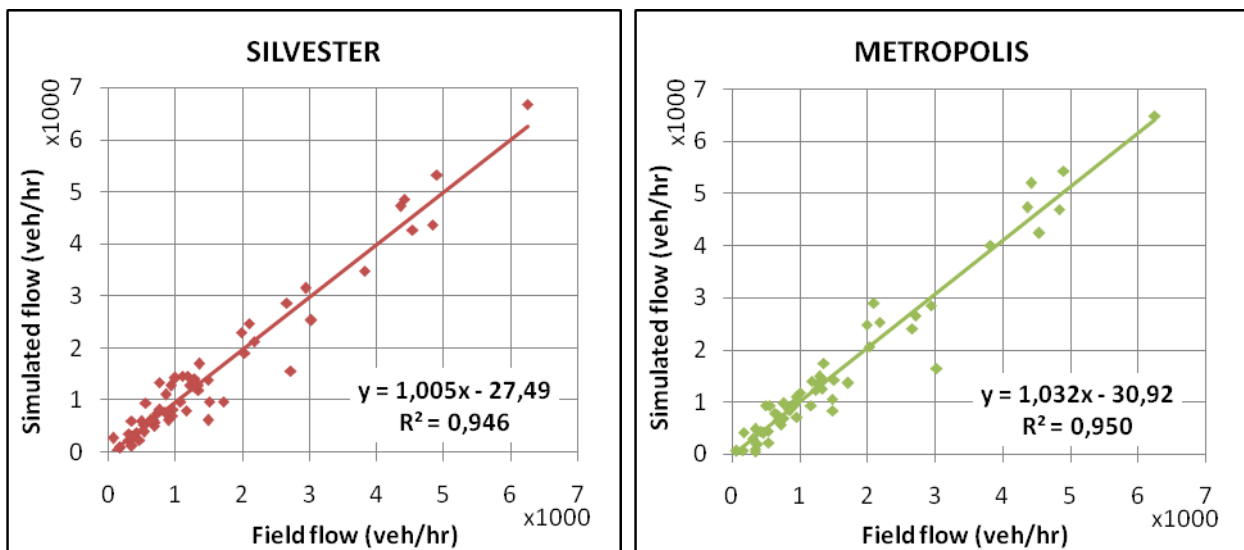 SILVESTER
x1000
Simulated flow (veh/hr)
7
6
5
4
3
2
1
0
y = 1,005x - 27,49
R² = 0,946
0 1 2 3 4 5 6 7
x1000
Field flow (veh/hr)
METROPOLIS
x1000
Simulated flow (veh/hr)
7
6
5
4
3
2
1
0
y = 1,032x - 30,92
R² = 0,950
0 1 2 3 4 5 6 7
x1000
Field flow (veh/hr)